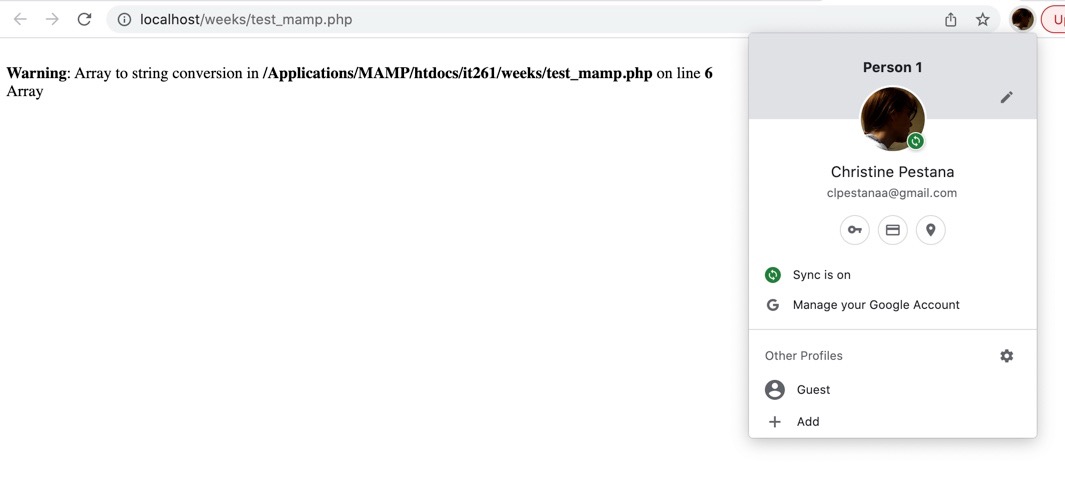 localhost/weeks/test_mamp.php
Warning: Array to string conversion in /Applications/MAMP/htdocs/it261/weeks/test_mamp.php on line 6
Array
Person 1
Christine Pestana
clpestanaa@gmail.com
Sync is on
G Manage your Google Account
Other Profiles
Guest
Add